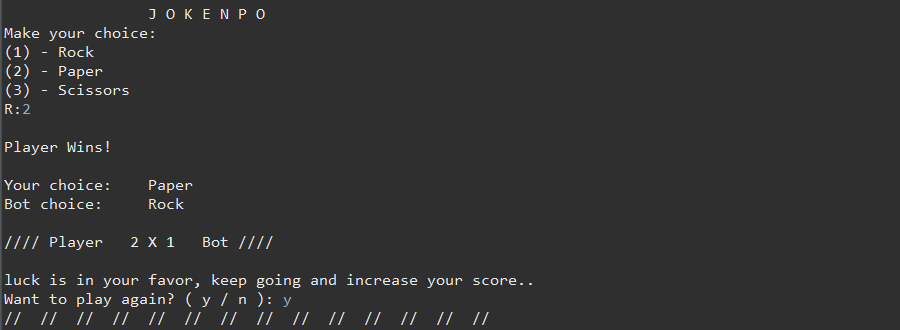 J O K E N P O
Make your choice:
(1) - Rock
(2) - Paper
(3) - Scissors
R:2
Player Wins!
Your choice:    Paper
Bot choice:     Rock
//// Player   2 X 1   Bot ////
luck is in your favor, keep going and increase your score..
Want to play again? ( y / n ): y
//  //  //  //  //  //  //  //  //  //  //  //  //  //